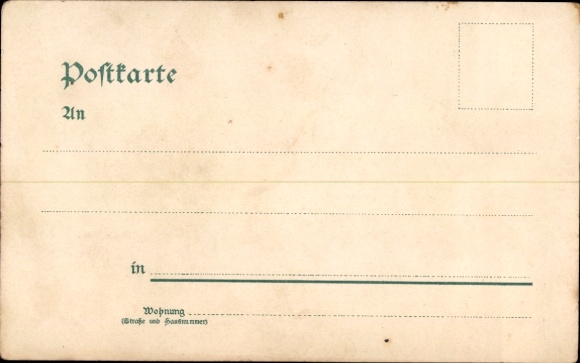 Postkarte
An
in
Wohnung
(Straße und Hausnummer)